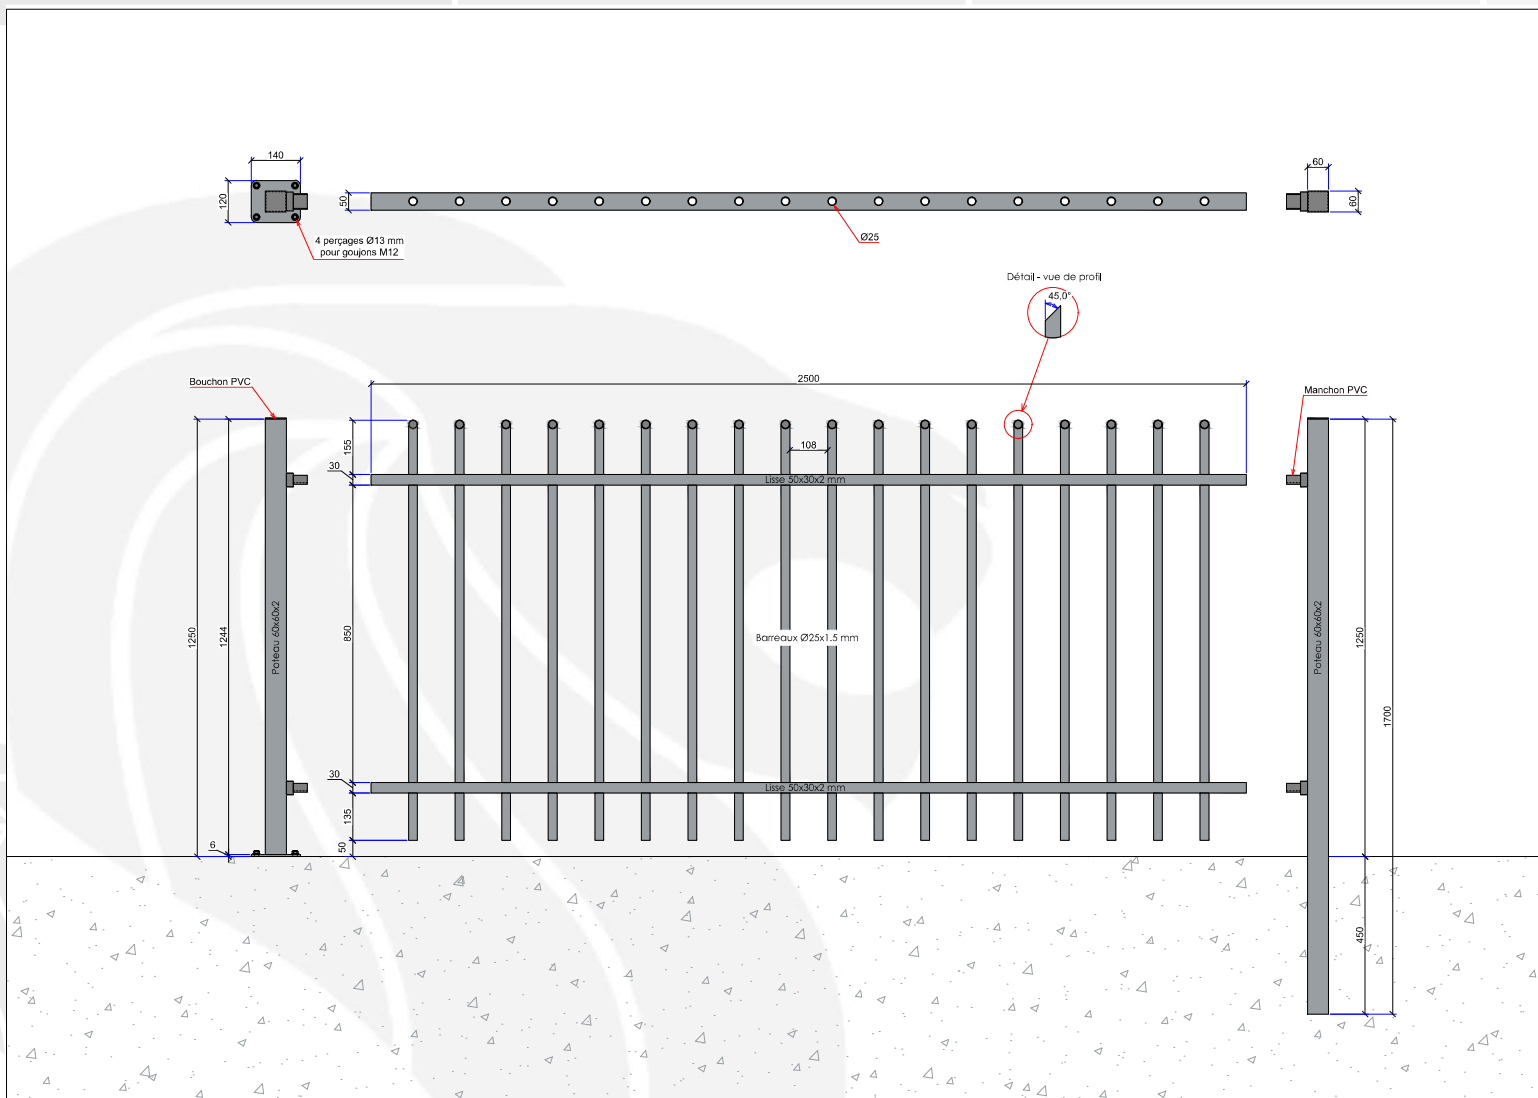 140
120
4 perçages Ø13 mm
pour goujons M12
50
Ø25
60
60
Détail - vue de profil
45,0°
Bouchon PVC
2500
Manchon PVC
155
108
30
Lisse 50x30x2 mm
1250
1244
Poteau 60x60x2
850
Barreaux Ø25x1.5 mm
Poteau 60x60x2
1250
1700
30
Lisse 50x30x2 mm
135
6
50
450